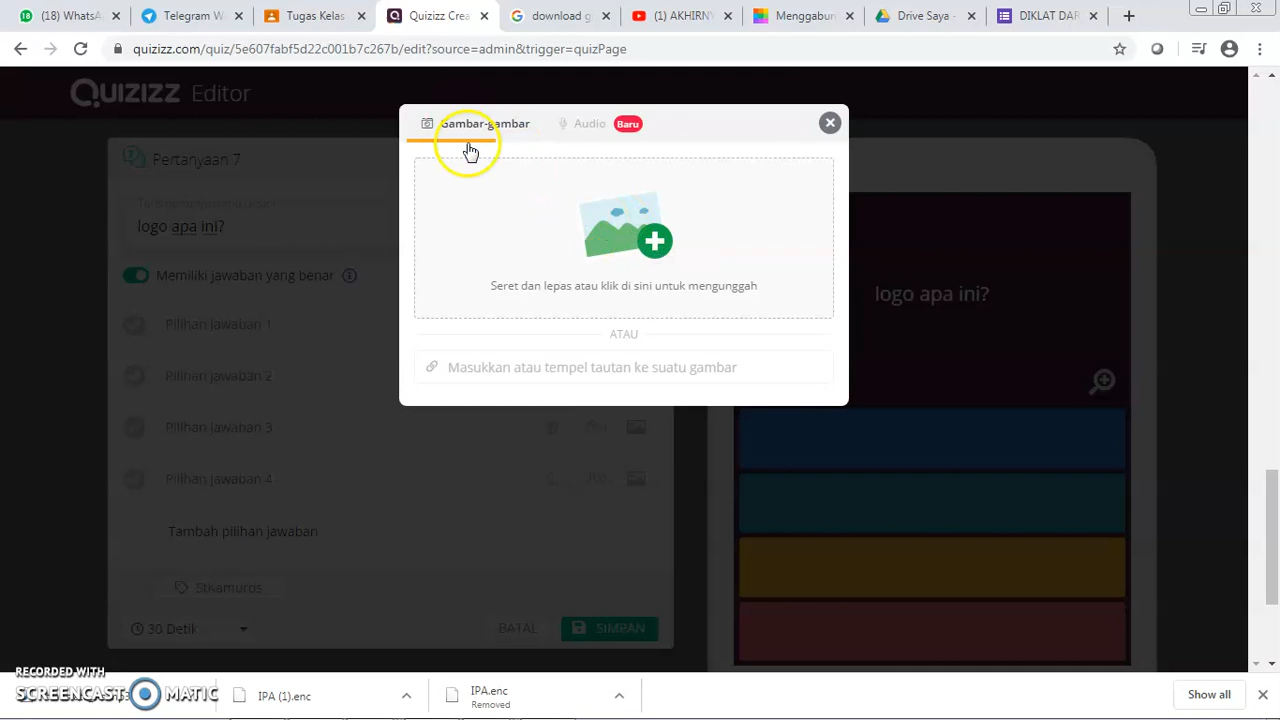 (18) WhatsA
Telegram W
Tugas Kelas
Quizizz Crea
download g
(1) AKHIRNY
Menggabun
Drive Saya -
DIKLAT DAR
quizizz.com/quiz/5e607fabf5d22c001b7c267b/edit?source=admin&trigger=quizPage
Quizizz Editor
Gambar-gambar
Audio
Baru
Pertanyaan 7
logo apa ini?
Memiliki jawaban yang benar
Pilihan jawaban 1
Pilihan jawaban 2
Pilihan jawaban 3
Pilihan jawaban 4
Tambah pilihan jawaban
Stkamuros
30 Detik
BATAL
SIMPAN
Seret dan lepas atau klik di sini untuk mengunggah
ATAU
Masukkan atau tempel tautan ke suatu gambar
logo apa ini?
RECORDED WITH
SCREENCAST-O-MATIC
IPA (1).enc
IPA.enc
Removed
Show all